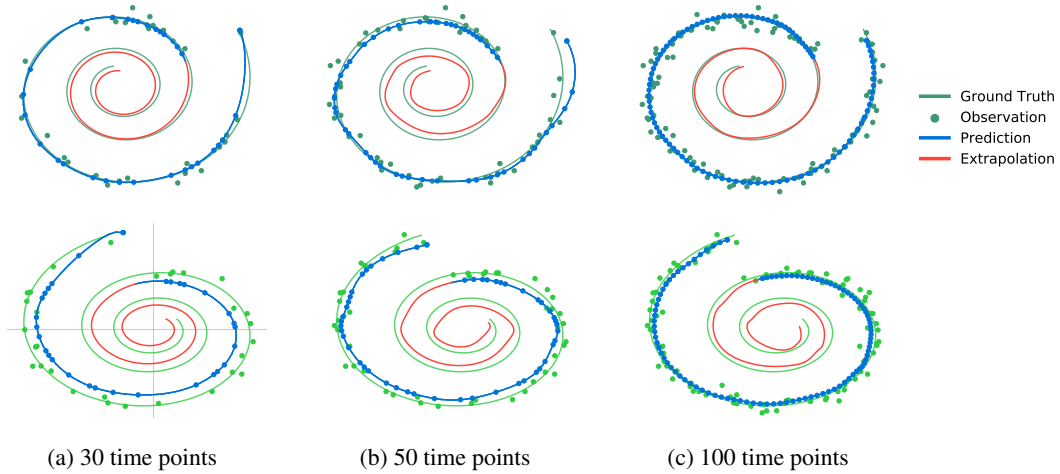 Ground Truth
Observation
Prediction
Extrapolation
(a) 30 time points
(b) 50 time points
(c) 100 time points